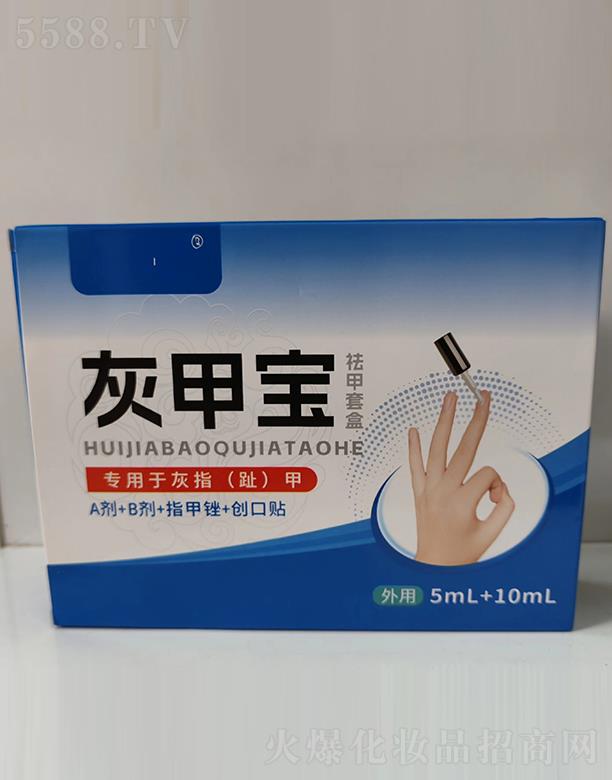 5588.TV
灰甲宝
祛甲套盒
HUIJIABAOQUJIATAOHE
专用于灰指（趾）甲
A剂+B剂+指甲锉+创口贴
外用 5mL+10mL
火爆化妆品招商网